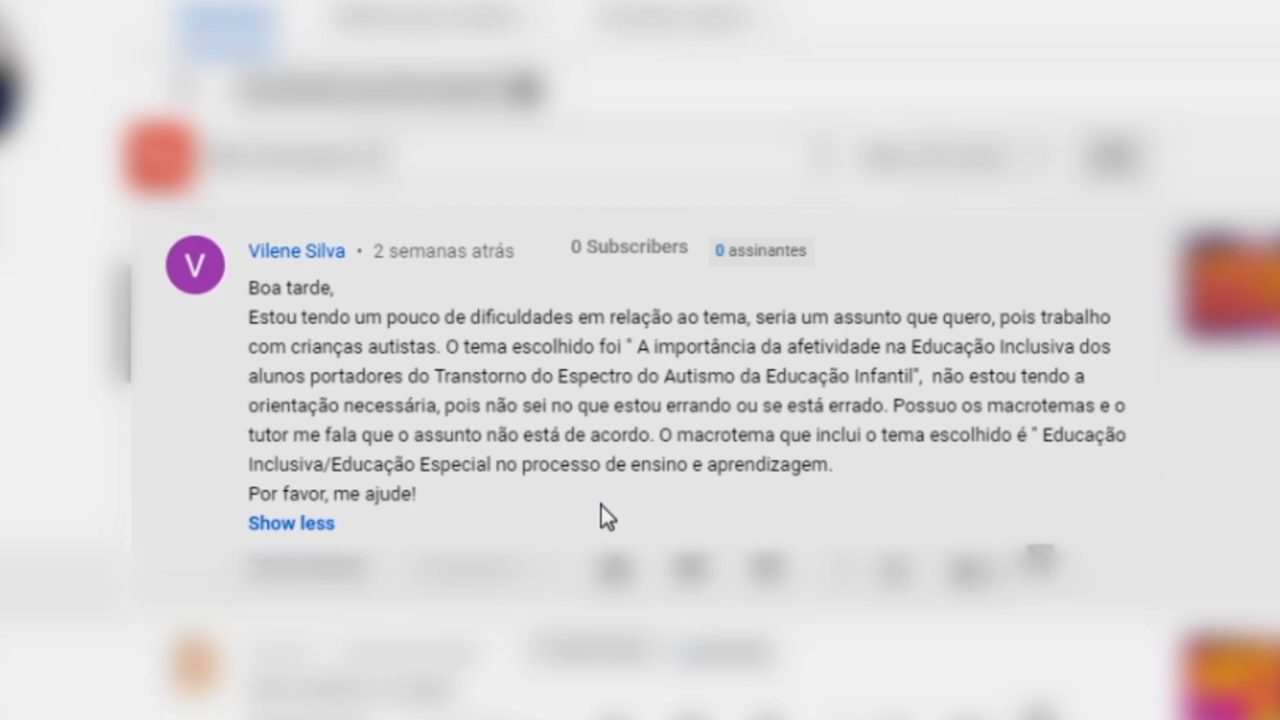 V
Vilene Silva • 2 semanas atrás 0 Subscribers 0 assinantes
Boa tarde,
Estou tendo um pouco de dificuldades em relação ao tema, seria um assunto que quero, pois trabalho
com crianças autistas. O tema escolhido foi " A importância da afetividade na Educação Inclusiva dos
alunos portadores do Transtorno do Espectro do Autismo da Educação Infantil",  não estou tendo a
orientação necessária, pois não sei no que estou errando ou se está errado. Possuo os macrotemas e o
tutor me fala que o assunto não está de acordo. O macrotema que inclui o tema escolhido é " Educação
Inclusiva/Educação Especial no processo de ensino e aprendizagem.
Por favor, me ajude!
Show less